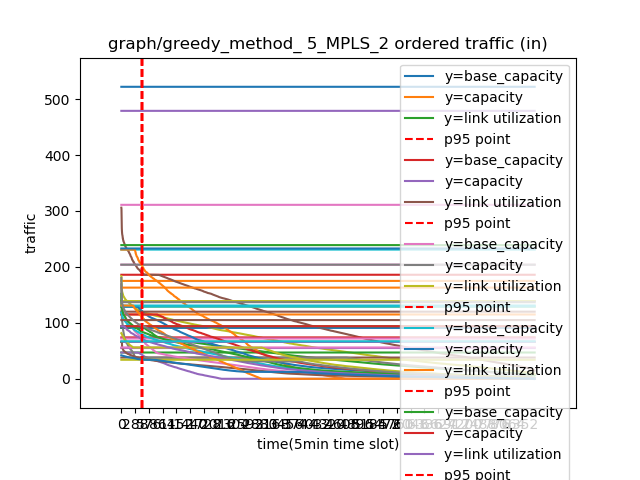 graph/greedy_method_ 5_MPLS_2 ordered traffic (in)
traffic
500
400
300
200
100
0
y=base_capacity
y=capacity
y=link utilization
p95 point
y=base_capacity
y=capacity
y=link utilization
p95 point
y=base_capacity
y=capacity
y=link utilization
p95 point
y=base_capacity
y=capacity
y=link utilization
p95 point
y=base_capacity
y=capacity
y=link utilization
p95 point
time(5min time slot)